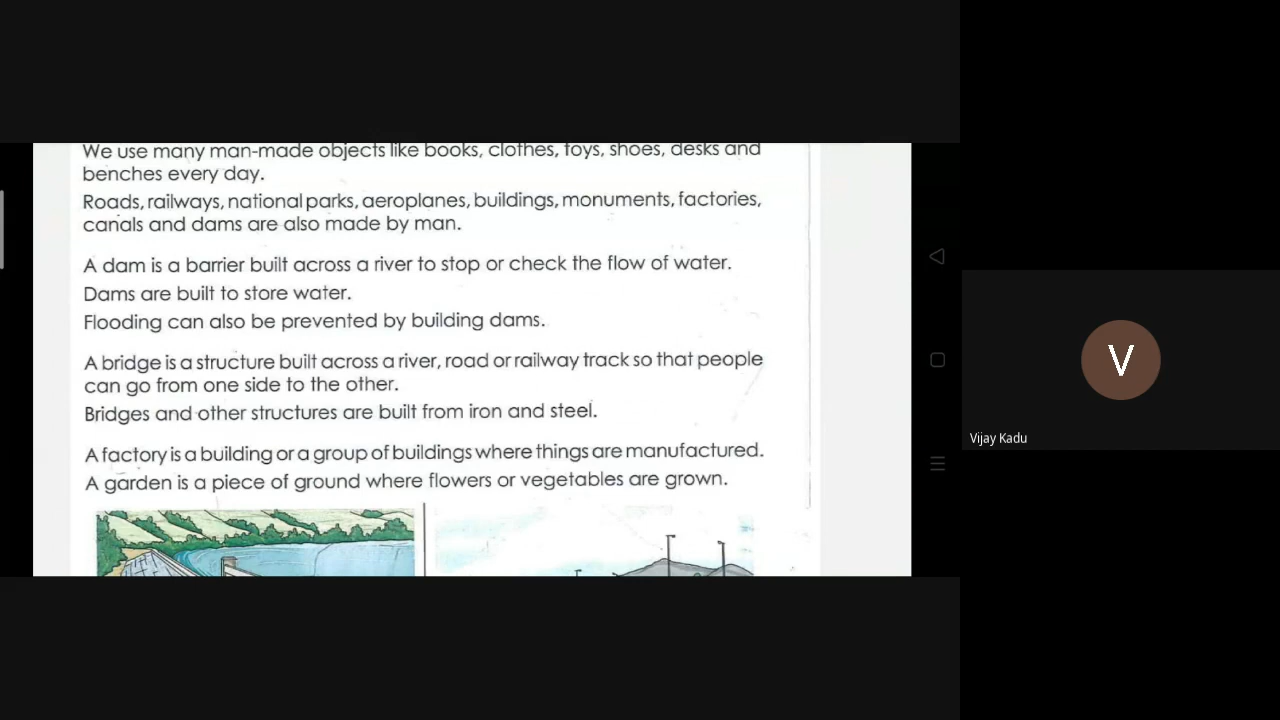 We use many man-made objects like books, clothes, toys, shoes, desks and
benches every day.
Roads, railways, national parks, aeroplanes, buildings, monuments, factories,
canals and dams are also made by man.
A dam is a barrier built across a river to stop or check the flow of water.
Dams are built to store water.
Flooding can also be prevented by building dams.
A bridge is a structure built across a river, road or railway track so that people
can go from one side to the other.
Bridges and other structures are built from iron and steel.
A factory is a building or a group of buildings where things are manufactured.
A garden is a piece of ground where flowers or vegetables are grown.
V
Vijay Kadu